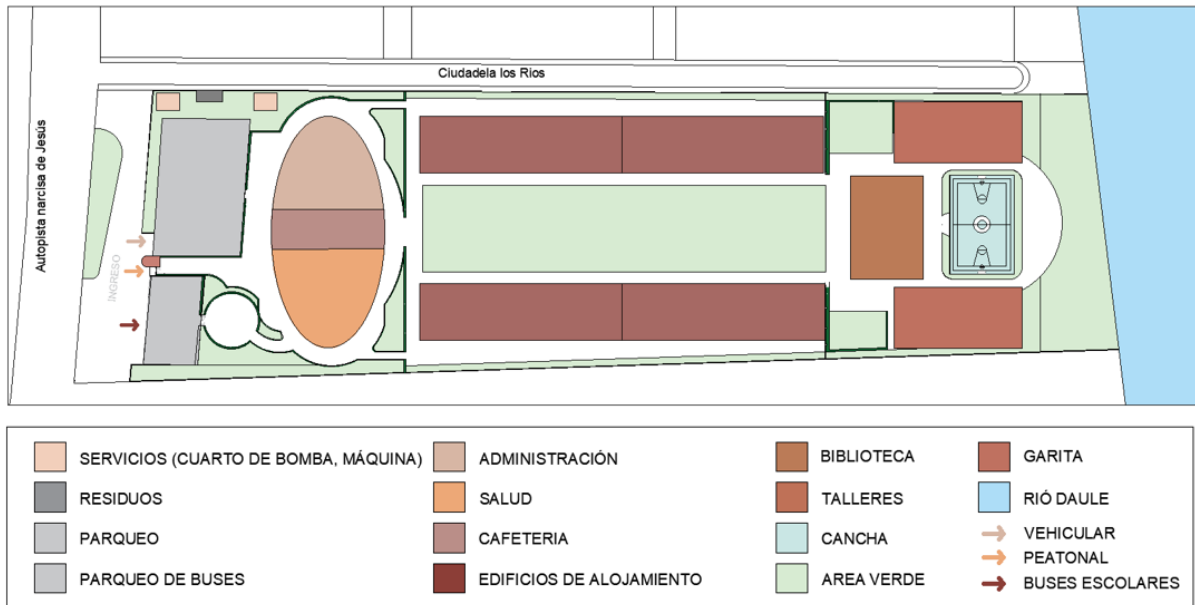 Ciudadela los Rios
Autopista narcisa de Jesús
INGRESO
SERVICIOS (CUARTO DE BOMBA, MÁQUINA)
RESIDUOS
PARQUEO
PARQUEO DE BUSES
ADMINISTRACIÓN
SALUD
CAFETERIA
EDIFICIOS DE ALOJAMIENTO
BIBLIOTECA
TALLERES
CANCHA
AREA VERDE
GARITA
RIÓ DAULE
VEHICULAR
PEATONAL
BUSES ESCOLARES